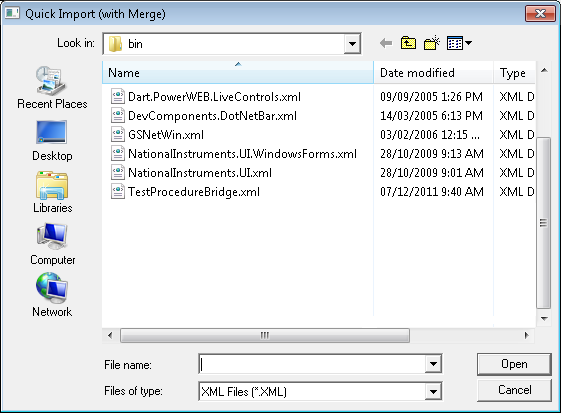 Quick Import (with Merge)
Look in: bin
Name Date modified Type
Dart.PowerWEB.LiveControls.xml 09/09/2005 1:26 PM XML D
DevComponents.DotNetBar.xml 14/03/2005 6:13 PM XML D
GSNetWin.xml 03/02/2006 12:15 ... XML D
NationalInstruments.UI.WindowsForms.xml 28/10/2009 9:13 AM XML D
NationalInstruments.UI.xml 28/10/2009 9:01 AM XML D
TestProcedureBridge.xml 07/12/2011 9:40 AM XML D
Recent Places
Desktop
Libraries
Computer
Network
File name: Open
Files of type: XML Files (*.XML) Cancel